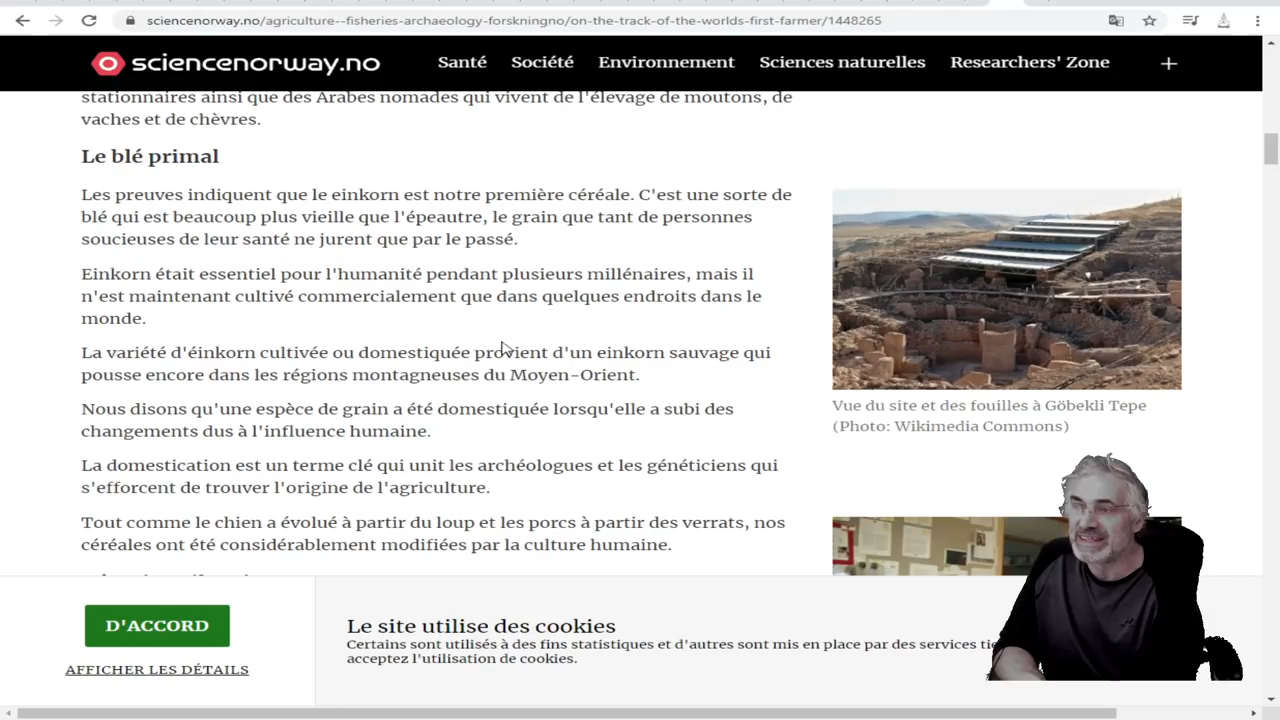 sciencenorway.no/agriculture--fisheries-archaeology-forskningno/on-the-track-of-the-worlds-first-farmer/1448265
sciencenorway.no
Santé
Société
Environnement
Sciences naturelles
Researchers' Zone
+
stationnaires ainsi que des Arabes nomades qui vivent de l'élevage de moutons, de
vaches et de chèvres.
Le blé primal
Les preuves indiquent que le einkorn est notre première céréale. C'est une sorte de
blé qui est beaucoup plus vieille que l'épeautre, le grain que tant de personnes
soucieuses de leur santé ne jurent que par le passé.
Einkorn était essentiel pour l'humanité pendant plusieurs millénaires, mais il
n'est maintenant cultivé commercialement que dans quelques endroits dans le
monde.
La variété d'éinkorn cultivée ou domestiquée provient d'un einkorn sauvage qui
pousse encore dans les régions montagneuses du Moyen-Orient.
Nous disons qu'une espèce de grain a été domestiquée lorsqu'elle a subi des
changements dus à l'influence humaine.
La domestication est un terme clé qui unit les archéologues et les généticiens qui
s'efforcent de trouver l'origine de l'agriculture.
Tout comme le chien a évolué à partir du loup et les porcs à partir des verrats, nos
céréales ont été considérablement modifiées par la culture humaine.
Vue du site et des fouilles à Göbekli Tepe
(Photo: Wikimedia Commons)
D'ACCORD
AFFICHER LES DÉTAILS
Le site utilise des cookies
Certains sont utilisés à des fins statistiques et d'autres sont mis en place par des services
acceptez l'utilisation de cookies.